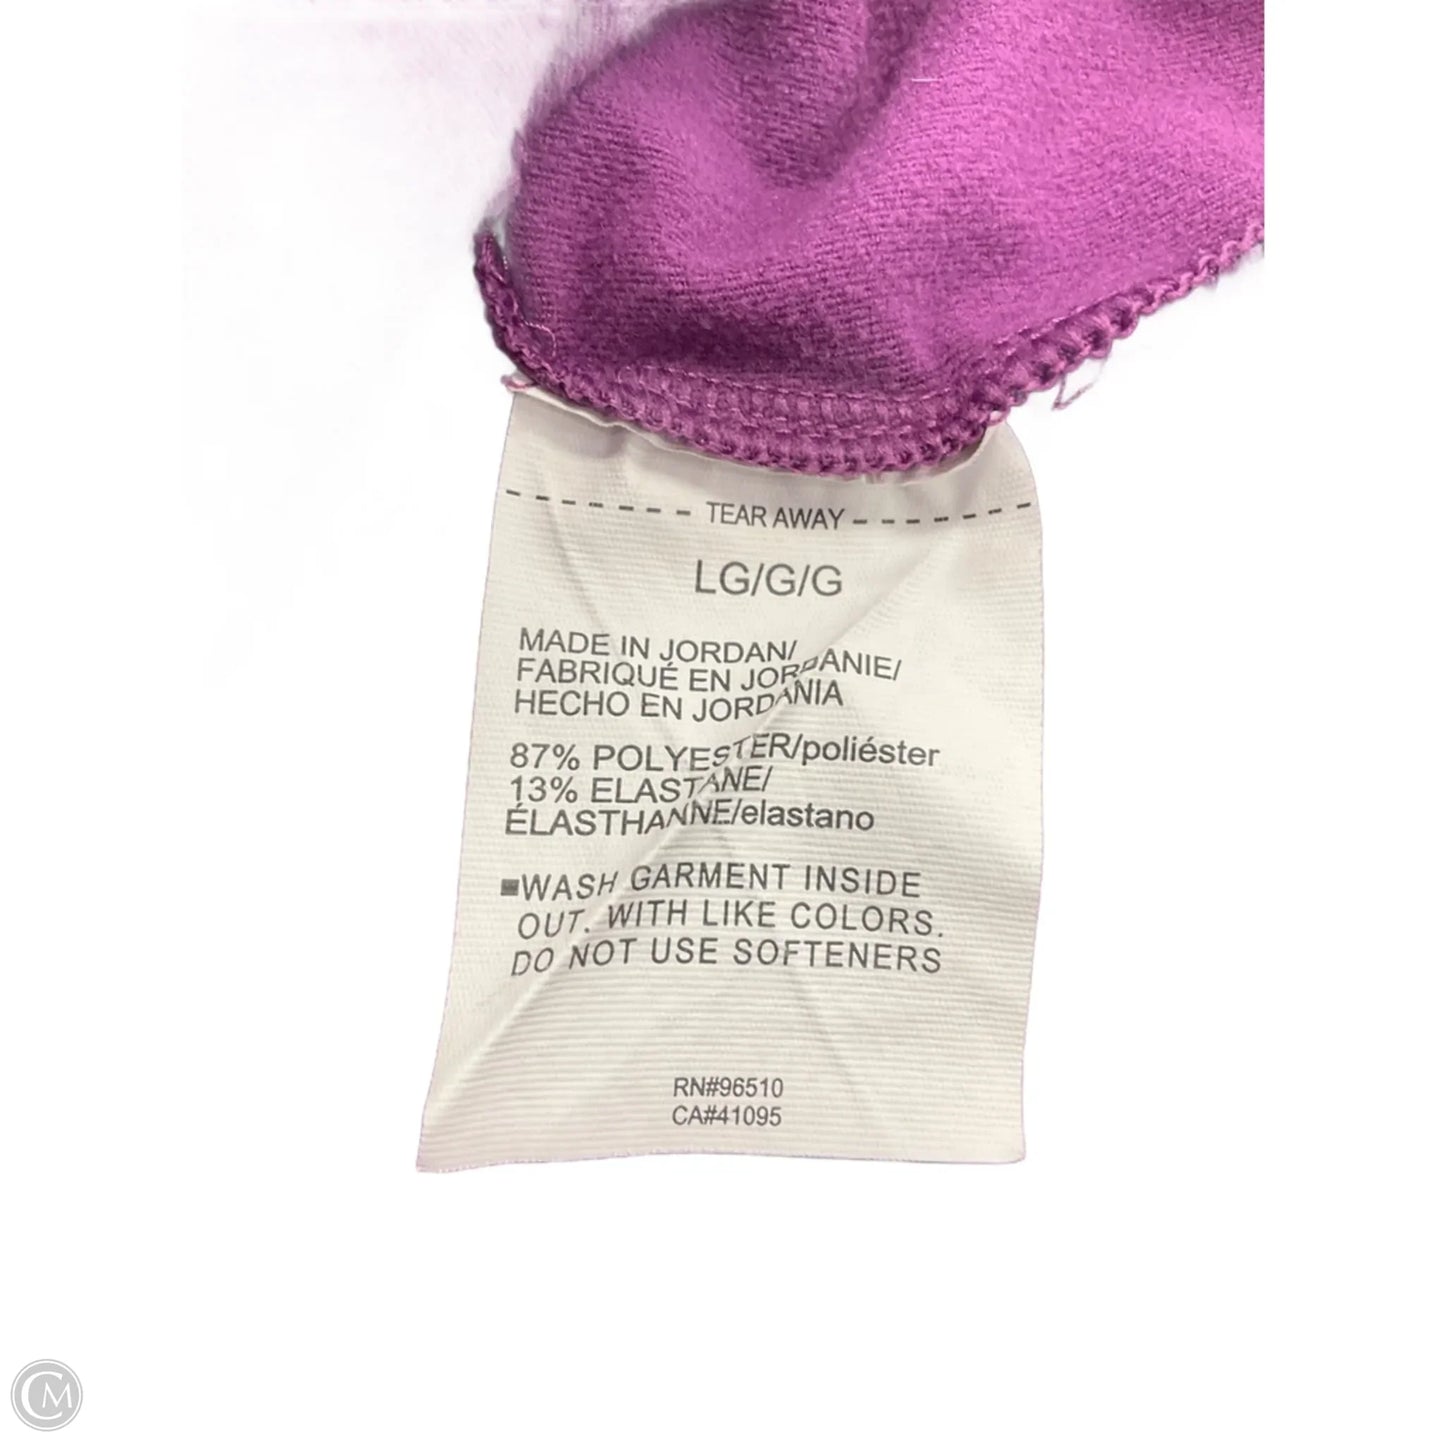 TEAR AWAY
LG/G/G
MADE IN JORDAN/
FABRIQUÉ EN JORDANIE/
HECHO EN JORDANIA
87% POLYESTER/poliéster
13% ELASTANE/
ÉLASTHANNE/elastano
WASH GARMENT INSIDE
OUT. WITH LIKE COLORS.
DO NOT USE SOFTENERS
RN#96510
CA#41095
CM